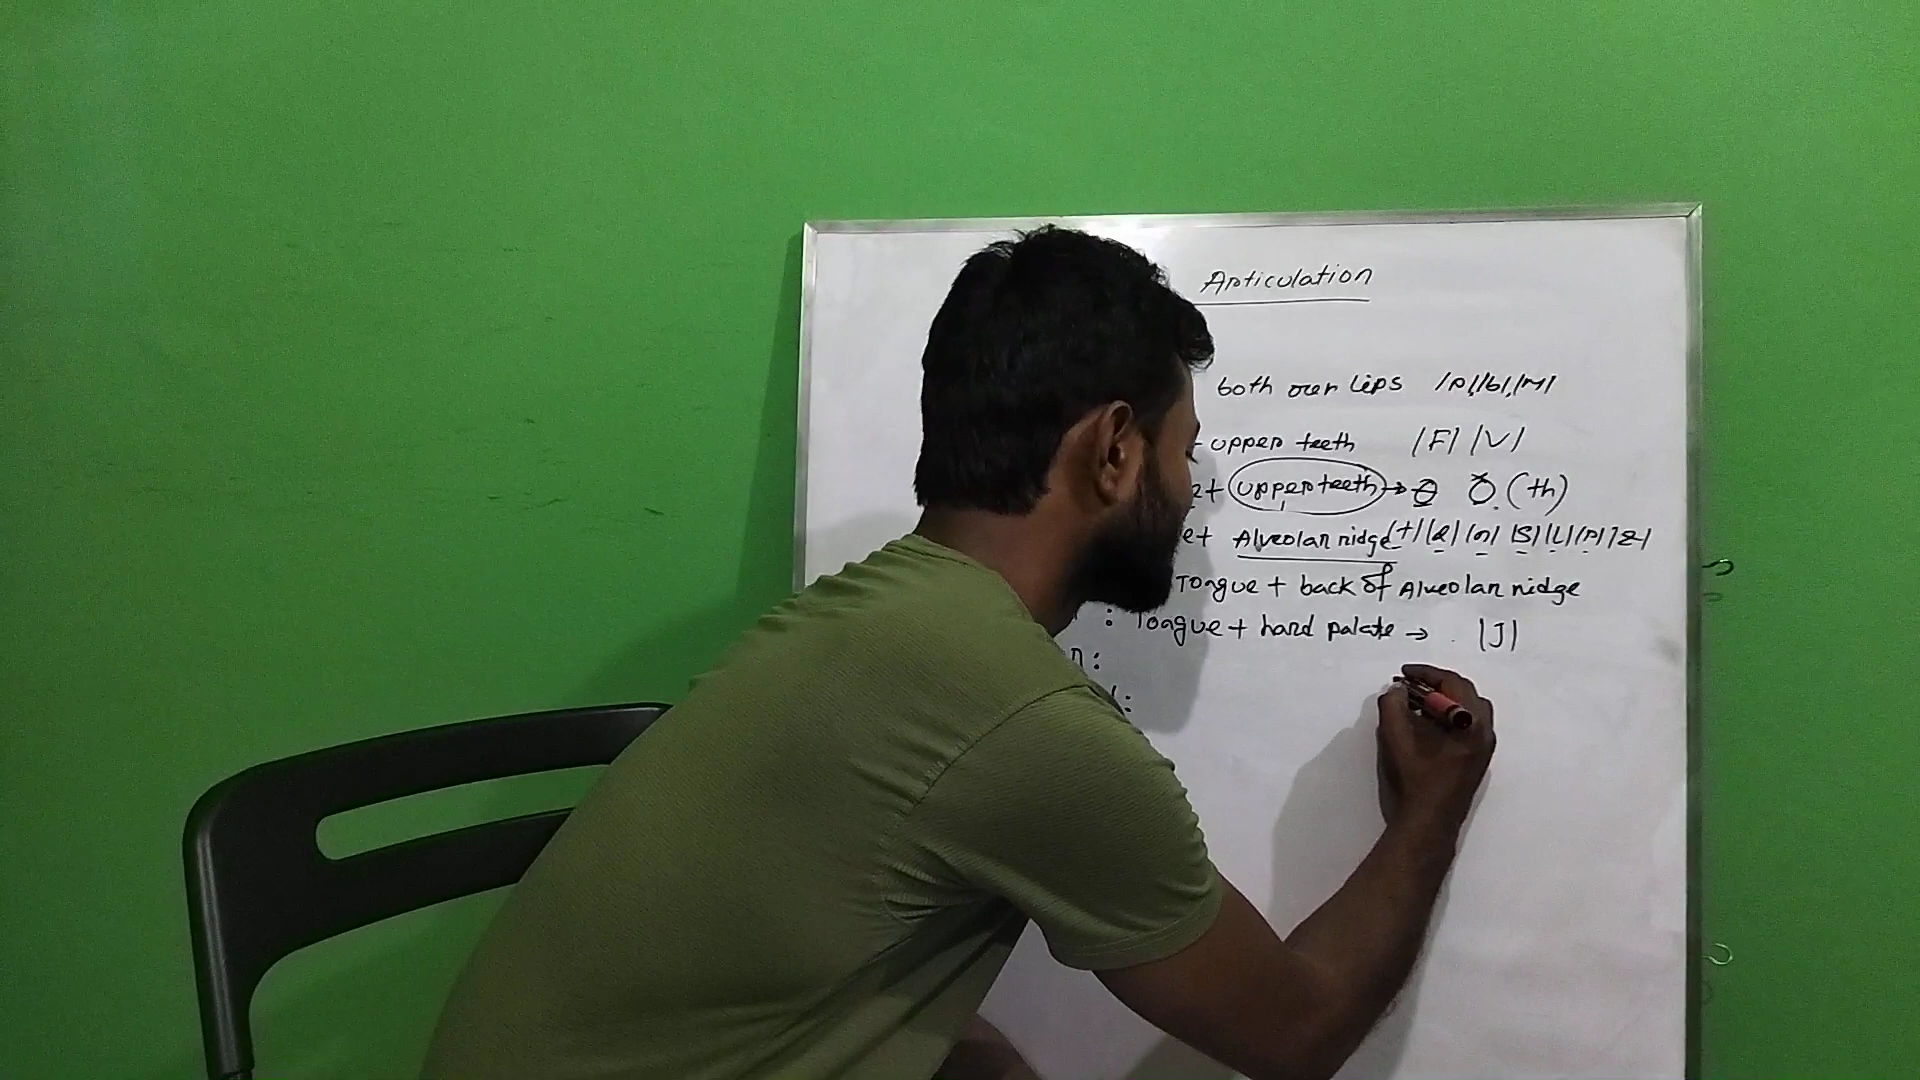 Articulation
both our lips /p/,/b/,/m/
+ upper teeth /F/ /V/
+ upper teeth → θ ð (th)
+ Alveolar ridge /t/ /d/ /n/ /S/ /L/ /r/ /z/
Tongue + back of Alveolar ridge
: Tongue + hard palate → /J/
:
: